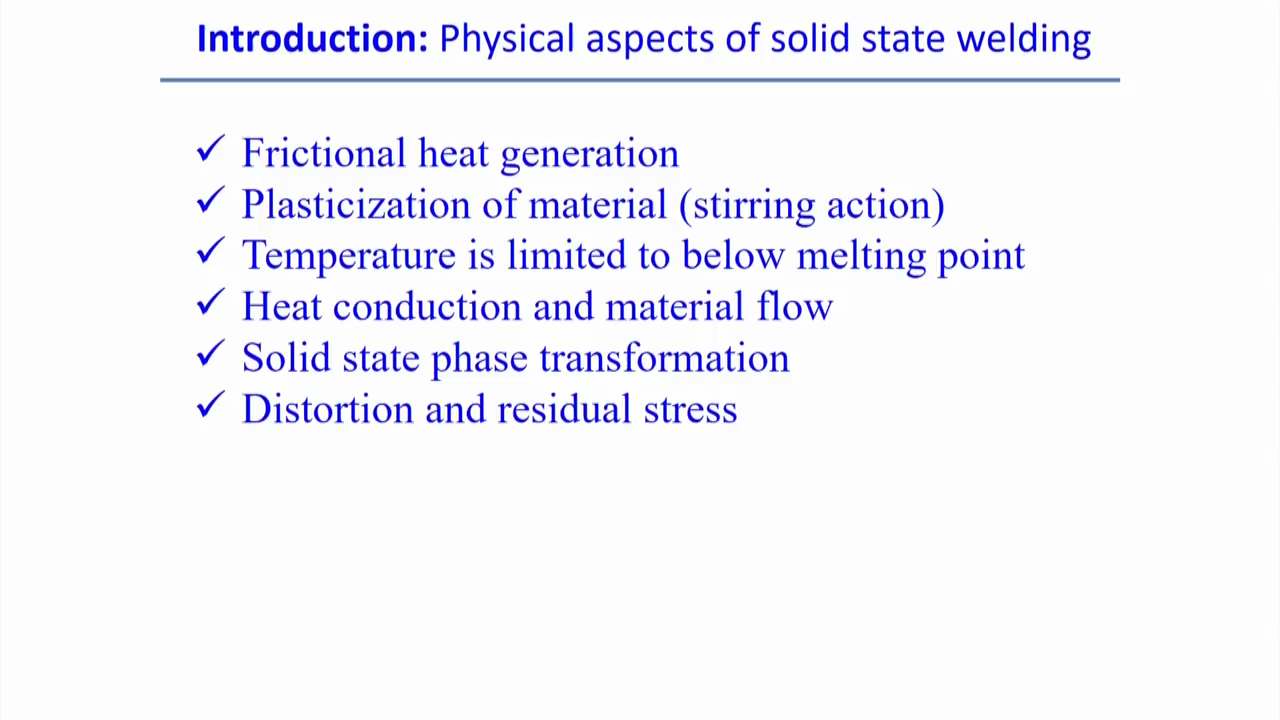 Introduction: Physical aspects of solid state welding
✓ Frictional heat generation
✓ Plasticization of material (stirring action)
✓ Temperature is limited to below melting point
✓ Heat conduction and material flow
✓ Solid state phase transformation
✓ Distortion and residual stress